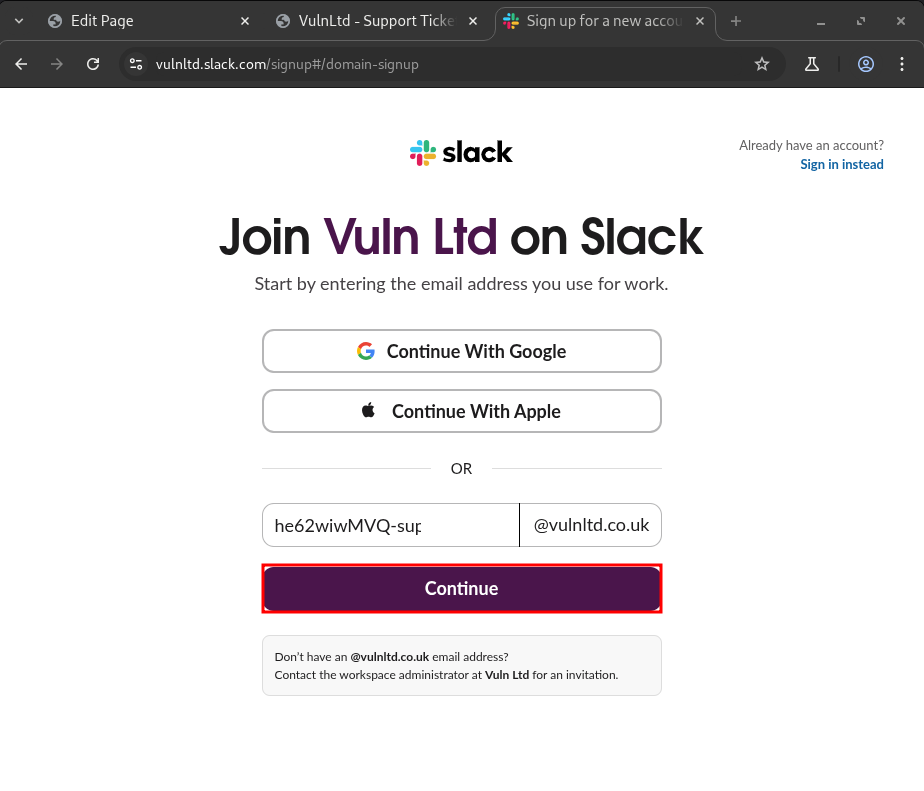 Edit Page
VulnLtd - Support Ticke
Sign up for a new accou
vulnltd.slack.com/signup#/domain-signup
slack
Already have an account?
Sign in instead
Join Vuln Ltd on Slack
Start by entering the email address you use for work.
Continue With Google
Continue With Apple
OR
he62wiwMVQ-sup
@vulnltd.co.uk
Continue
Don’t have an @vulnltd.co.uk email address?
Contact the workspace administrator at Vuln Ltd for an invitation.